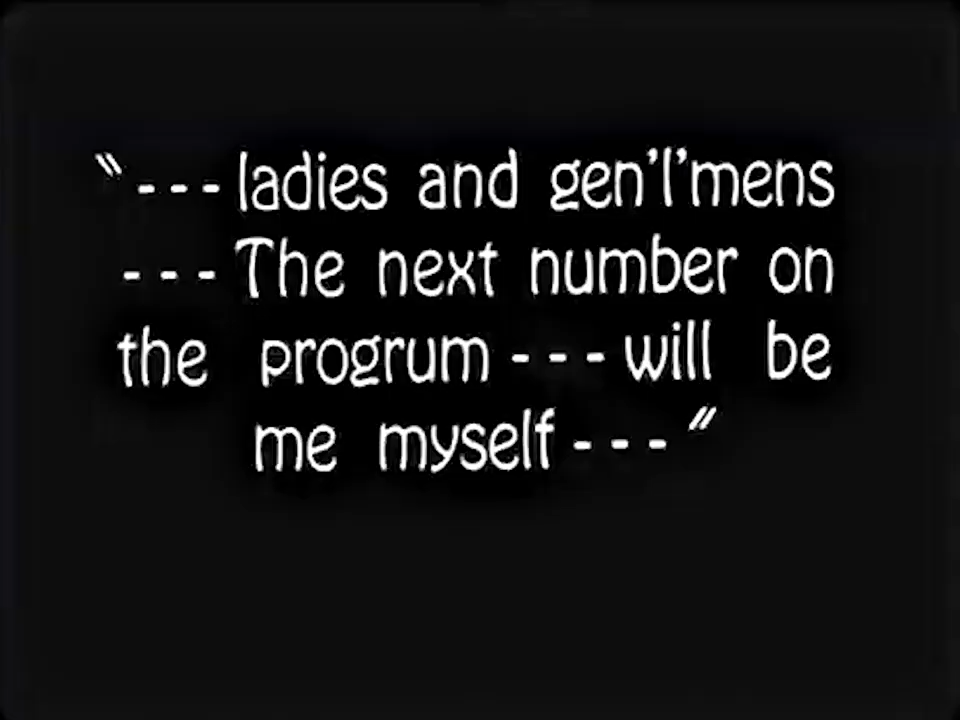 "--- ladies and gen'l'mens
--- The next number on
the progrum --- will be
me myself --- "